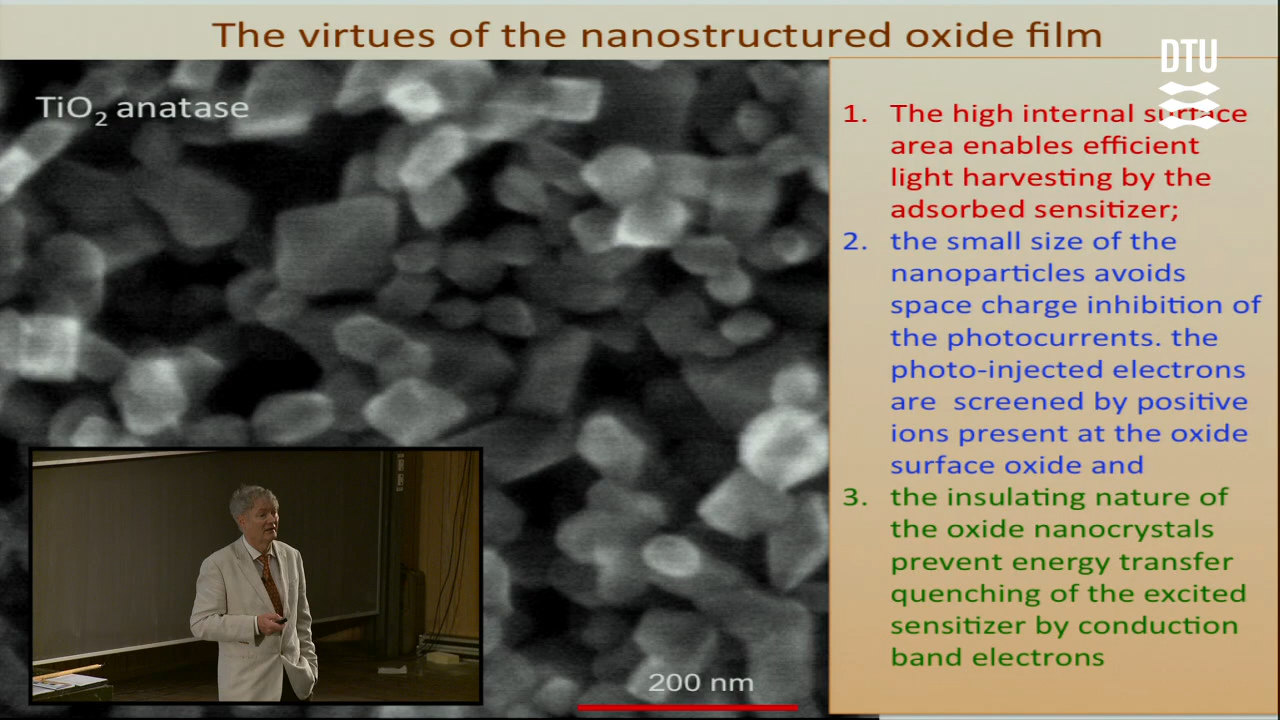 The virtues of the nanostructured oxide film
DTU
TiO₂ anatase
1. The high internal surface
area enables efficient
light harvesting by the
adsorbed sensitizer;
2. the small size of the
nanoparticles avoids
space charge inhibition of
the photocurrents. the
photo-injected electrons
are  screened by positive
ions present at the oxide
surface oxide and
3. the insulating nature of
the oxide nanocrystals
prevent energy transfer
quenching of the excited
sensitizer by conduction
band electrons
200 nm